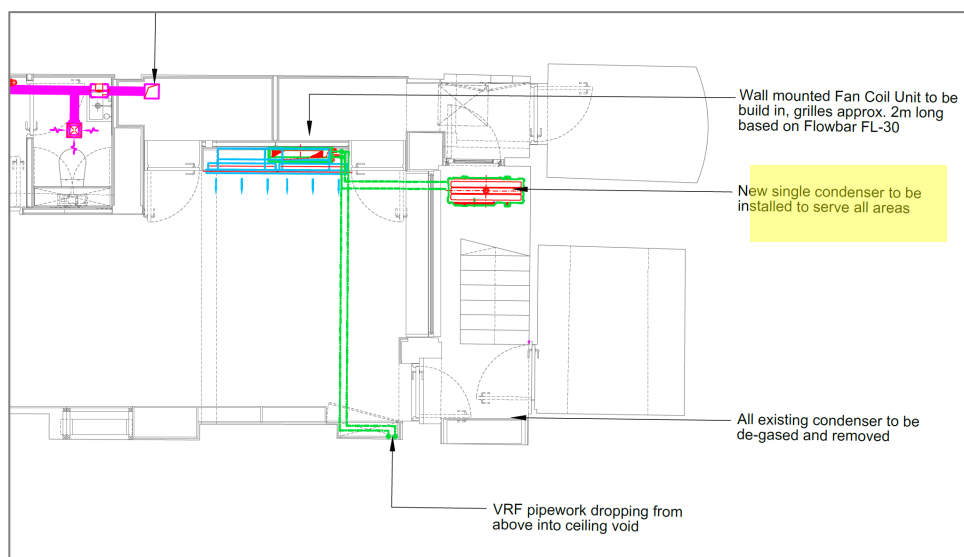 Wall mounted Fan Coil Unit to be
build in, grilles approx. 2m long
based on Flowbar FL-30
New single condenser to be
installed to serve all areas
All existing condenser to be
de-gased and removed
VRF pipework dropping from
above into ceiling void